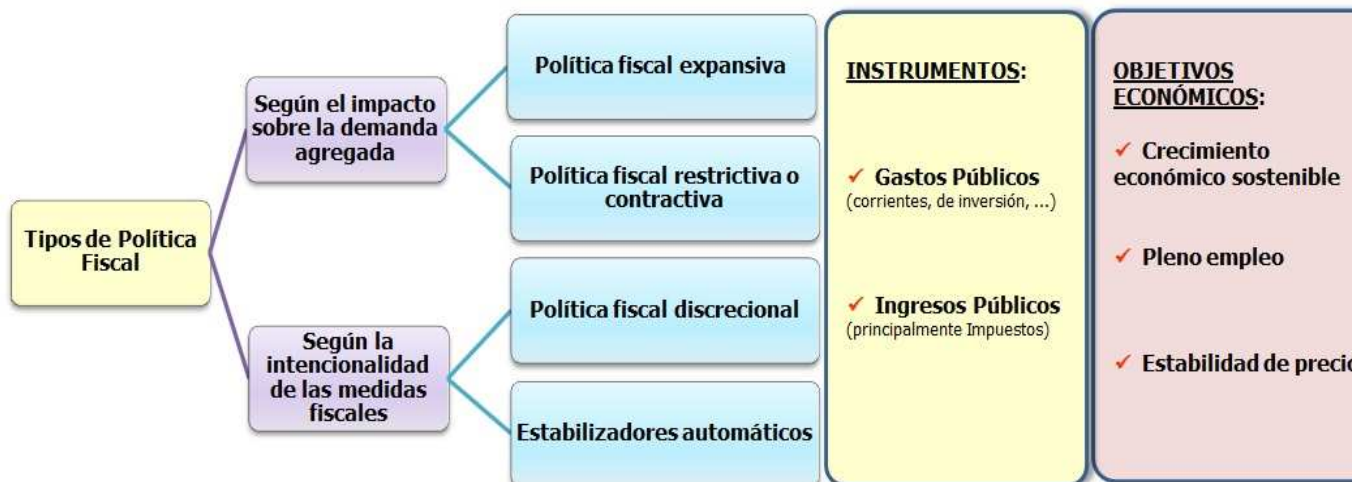 Tipos de Política
Fiscal
Según el impacto
sobre la demanda
agregada
Según la
intencionalidad
de las medidas
fiscales
Política fiscal expansiva
Política fiscal restrictiva o
contractiva
Política fiscal discrecional
Estabilizadores automáticos
INSTRUMENTOS:
✓ Gastos Públicos
(corrientes, de inversión, ...)
✓ Ingresos Públicos
(principalmente Impuestos)
OBJETIVOS
ECONÓMICOS:
✓ Crecimiento
económico sostenible
✓ Pleno empleo
✓ Estabilidad de precio